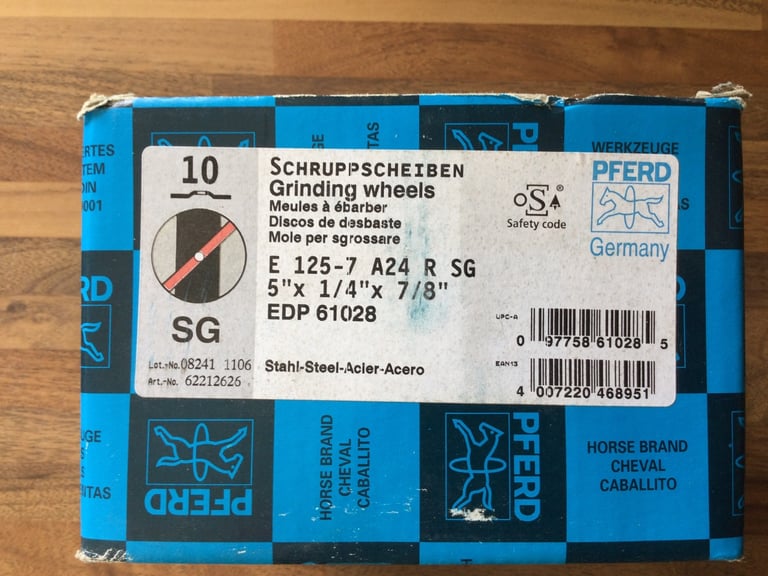 WERKZEUGE
PFERD
10
SCHRUPPSCHEIBEN
Grinding wheels
Meules à ébarber
Discos de desbaste
Mole per sgrossare
E 125-7 A24 R SG
5"x 1/4"x 7/8"
EDP 61028
SG
Lot.-No. 08241 1106
Art.-No. 62212626
Stahl-Steel-Acier-Acero
oSa®
Safety code
PFERD
Germany
UPC-A
0 97758 61028 5
EAN13
4 007220 468951
001
RD
PFERD
HORSE BRAND
CHEVAL
CABALLITO
PFERD
HORSE BRAND
CHEVAL
CABALLITO